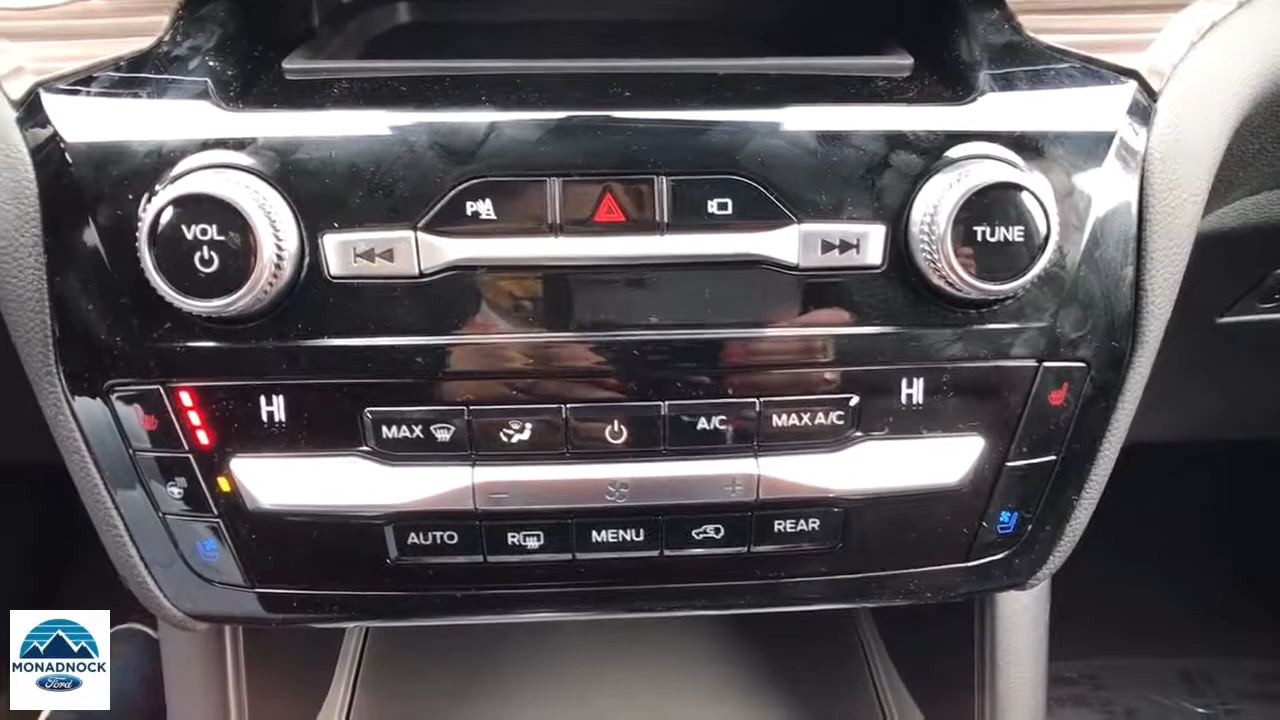 VOL
TUNE
P
HI
HI
MAX
A/C
MAX A/C
AUTO
R
MENU
REAR
MONADNOCK
Ford